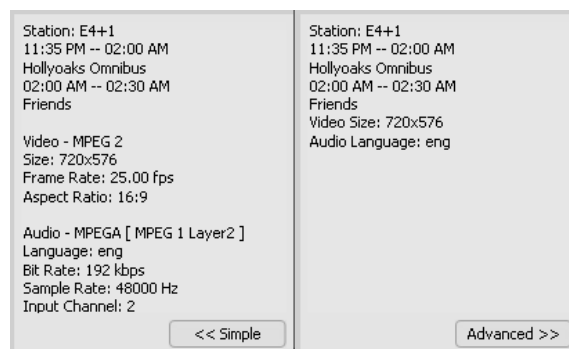 Station: E4+1
11:35 PM -- 02:00 AM
Hollyoaks Omnibus
02:00 AM -- 02:30 AM
Friends
Video - MPEG 2
Size: 720x576
Frame Rate: 25.00 fps
Aspect Ratio: 16:9
Audio - MPEGA [ MPEG 1 Layer2 ]
Language: eng
Bit Rate: 192 kbps
Sample Rate: 48000 Hz
Input Channel: 2
<< Simple
Station: E4+1
11:35 PM -- 02:00 AM
Hollyoaks Omnibus
02:00 AM -- 02:30 AM
Friends
Video Size: 720x576
Audio Language: eng
Advanced >>